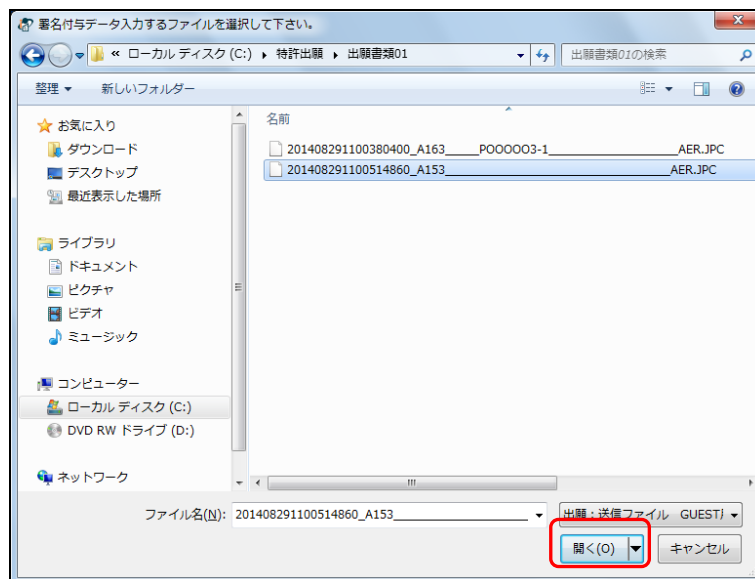 署名付与データ入力するファイルを選択して下さい。
« ローカル ディスク (C:) ▸ 特許出願 ▸ 出願書類01
出願書類01の検索
整理 新しいフォルダー
お気に入り
ダウンロード
デスクトップ
最近表示した場所
ライブラリ
ドキュメント
ピクチャ
ビデオ
ミュージック
コンピューター
ローカル ディスク (C:)
DVD RW ドライブ (D:)
ネットワーク
名前
201408291100380400_A163_____POOOOO3-1____________________AER.JPC
201408291100514860_A153___________________________________AER.JPC
ファイル名(N): 201408291100514860_A153____________________
出願:送信ファイル GUEST
開く(O)
キャンセル